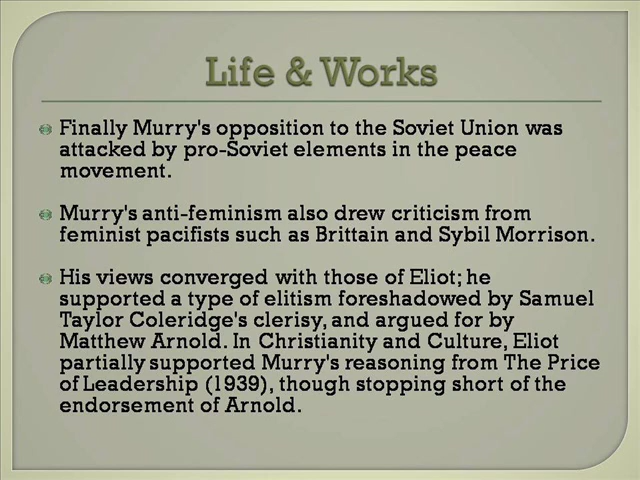 Life & Works
Finally Murry's opposition to the Soviet Union was
attacked by pro-Soviet elements in the peace
movement.
Murry's anti-feminism also drew criticism from
feminist pacifists such as Brittain and Sybil Morrison.
His views converged with those of Eliot; he
supported a type of elitism foreshadowed by Samuel
Taylor Coleridge's clerisy, and argued for by
Matthew Arnold. In Christianity and Culture, Eliot
partially supported Murry's reasoning from The Price
of Leadership (1939), though stopping short of the
endorsement of Arnold.